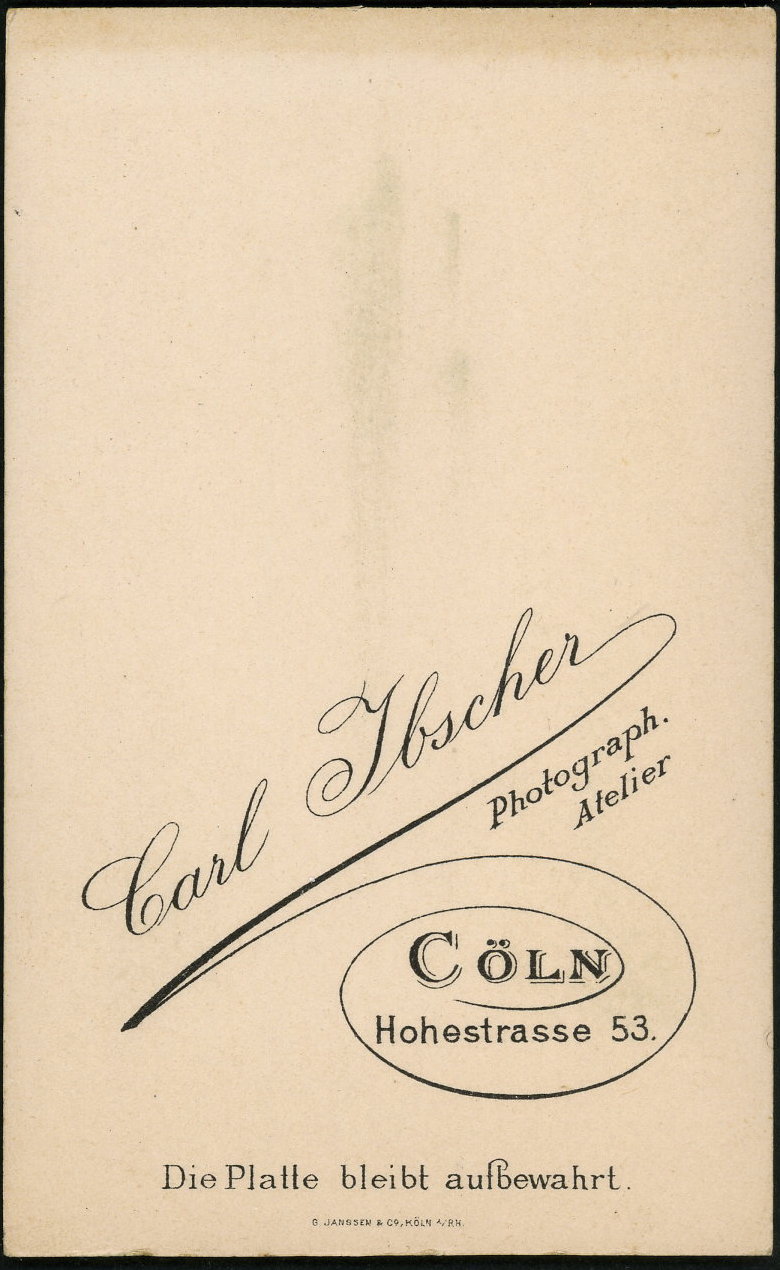 Carl Ibscher
Photograph.
Atelier
CÖLN
Hohestrasse 53.
Die Platte bleibt aufbewahrt.
G. JANSSEN & Co, KÖLN A/RH.